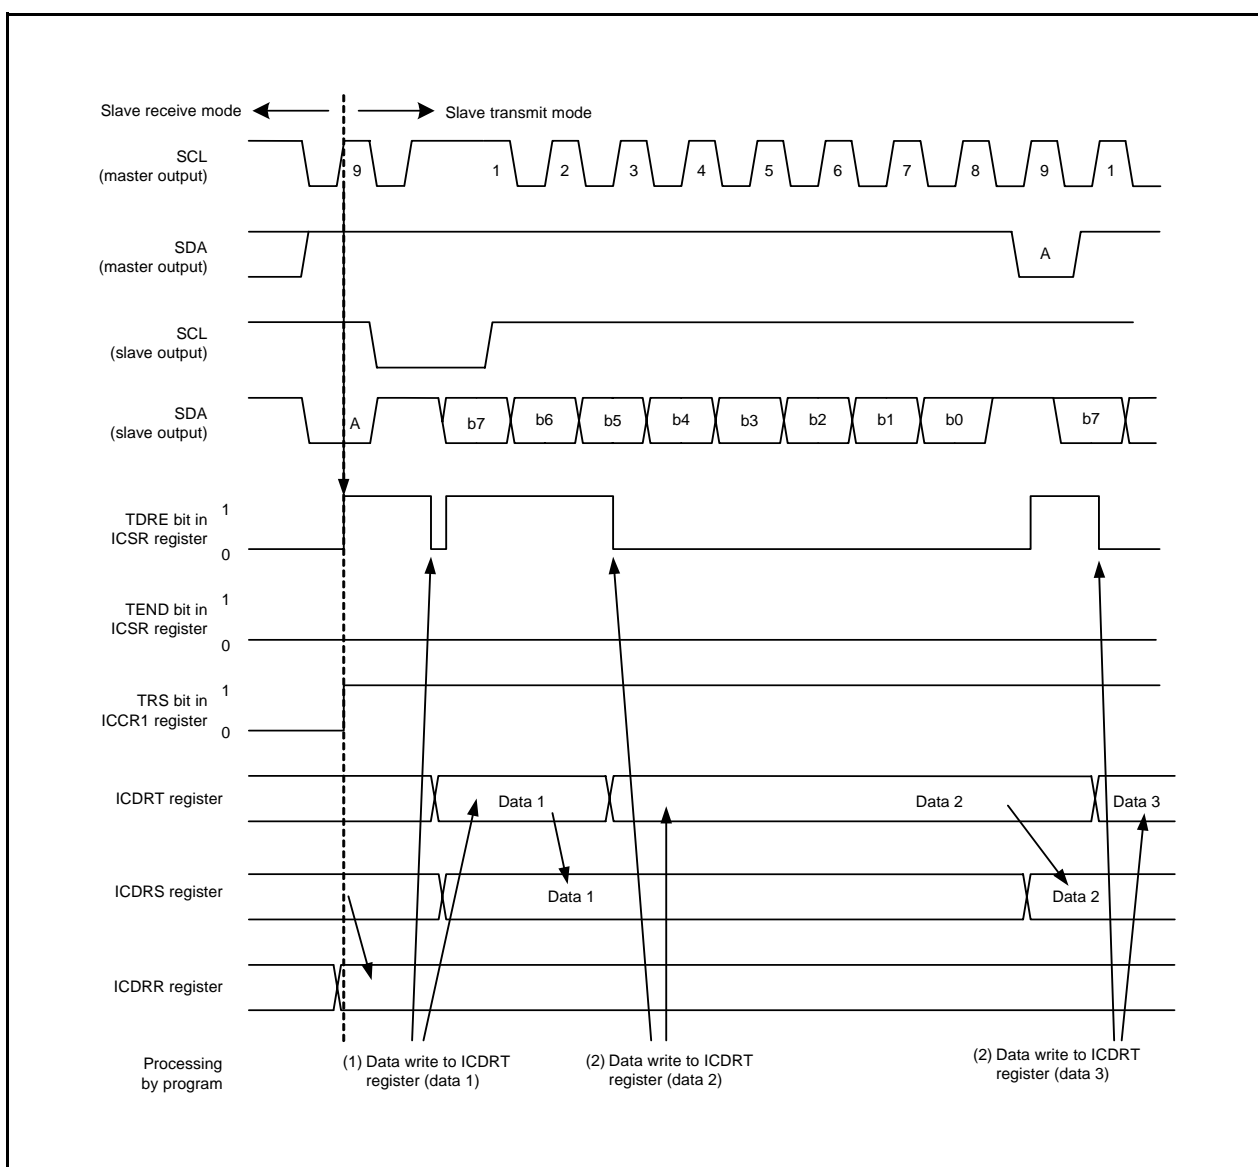 Slave receive mode
Slave transmit mode
SCL
(master output)
9 1 2 3 4 5 6 7 8 9 1
SDA
(master output)
A
SCL
(slave output)
SDA
(slave output)
A b7 b6 b5 b4 b3 b2 b1 b0 b7
TDRE bit in
ICSR register
1
0
TEND bit in
ICSR register
1
0
TRS bit in
ICCR1 register
1
0
ICDRT register
Data 1 Data 2 Data 3
ICDRS register
Data 1 Data 2
ICDRR register
Processing
by program
(1) Data write to ICDRT
register (data 1)
(2) Data write to ICDRT
register (data 2)
(2) Data write to ICDRT
register (data 3)